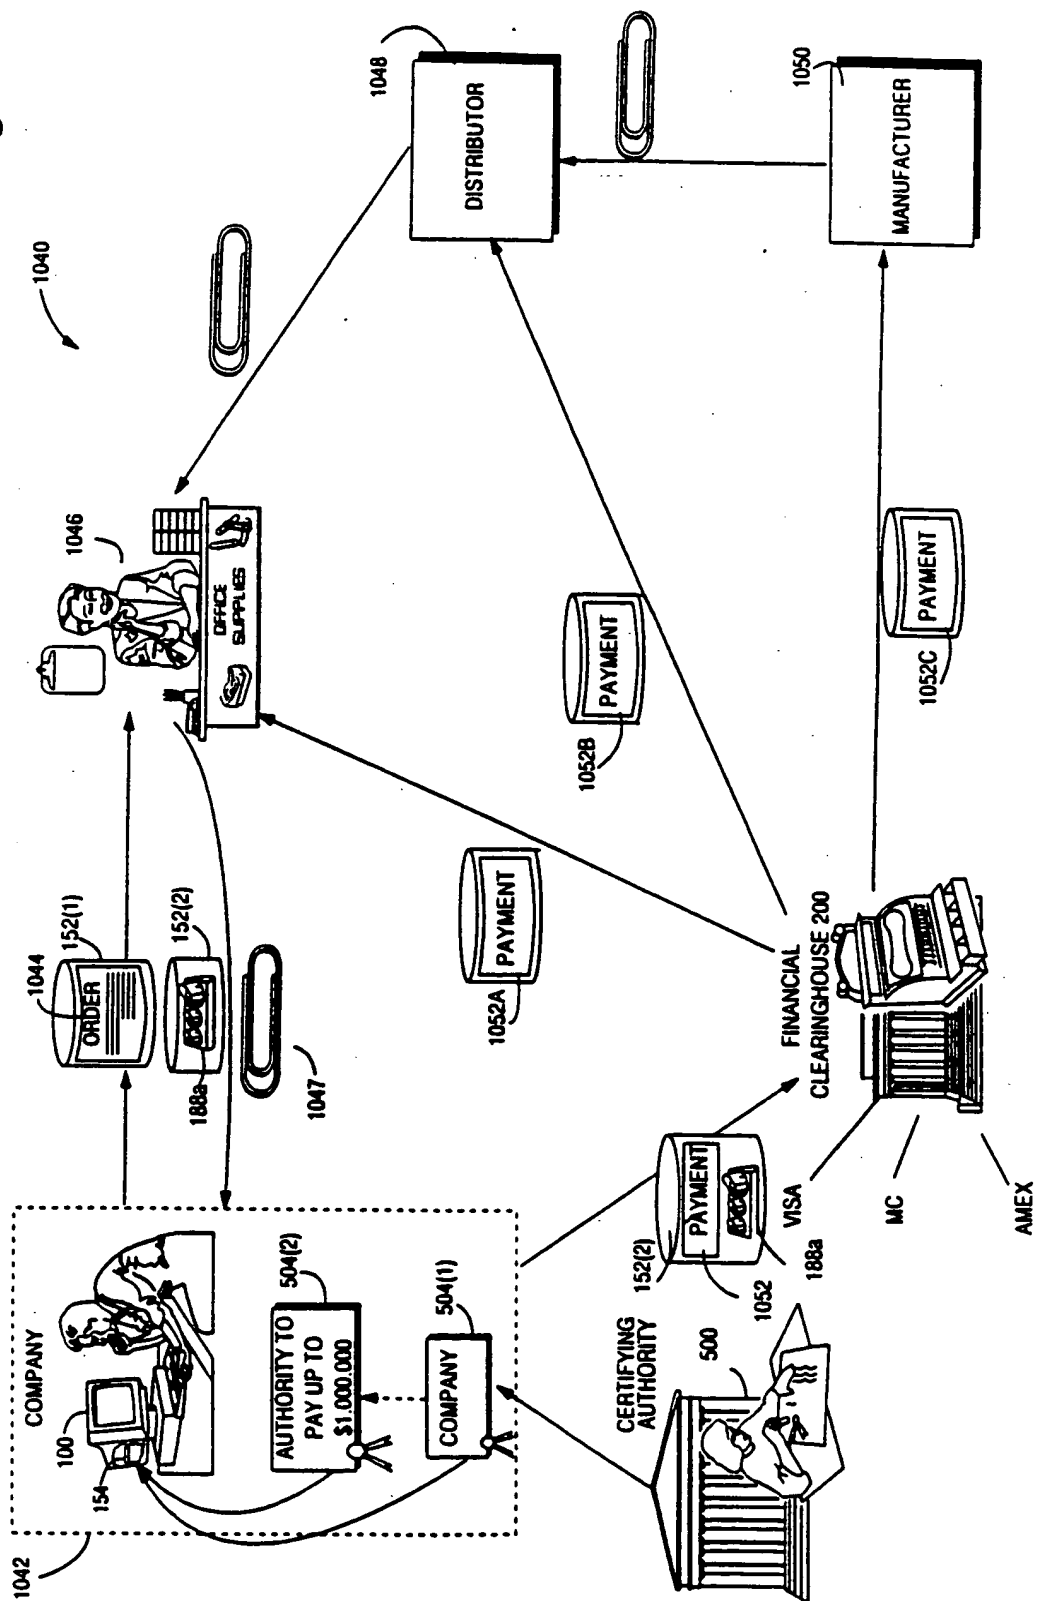 1040
1042
COMPANY
100
154
AUTHORITY TO
PAY UP TO
$1.000.000
504(2)
COMPANY
504(1)
1044
ORDER
152(1)
152(2)
188a
1047
1046
OFFICE
SUPPLIES
1048
DISTRIBUTOR
1050
MANUFACTURER
CERTIFYING
AUTHORITY
500
152(2)
PAYMENT
1052
188a
VISA
MC
AMEX
FINANCIAL
CLEARINGHOUSE 200
PAYMENT
1052A
PAYMENT
1052B
PAYMENT
1052C